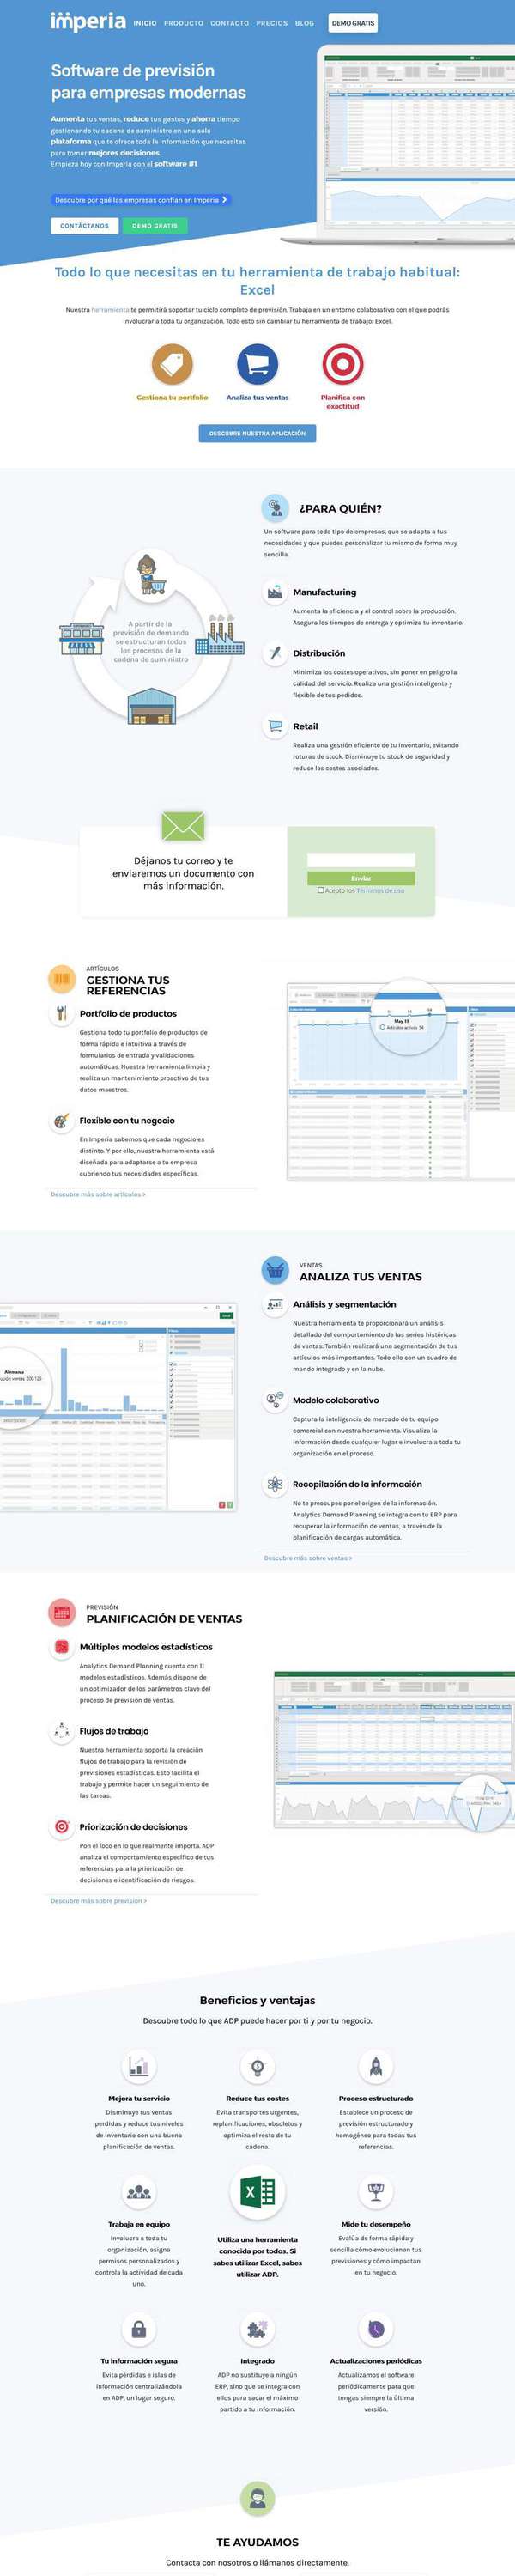 imperia
INICIO PRODUCTO CONTACTO PRECIOS BLOG DEMO GRATIS
Software de previsión
para empresas modernas
Aumenta tus ventas, reduce tus gastos y ahorra tiempo
gestionando tu cadena de suministro en una sola
plataforma que te ofrece toda la información que necesitas
para tomar mejores decisiones.
Empieza hoy con Imperia con el software #1.
Descubre por qué las empresas confían en Imperia >
CONTÁCTANOS DEMO GRATIS
Todo lo que necesitas en tu herramienta de trabajo habitual:
Excel
Nuestra herramienta te permitirá soportar tu ciclo completo de previsión. Trabaja en un entorno colaborativo con el que podrás
involucrar a toda tu organización. Todo esto sin cambiar tu herramienta de trabajo: Excel.
Gestiona tu portfolio
Analiza tus ventas
Planifica con
exactitud
DESCUBRE NUESTRA APLICACIÓN
¿PARA QUIÉN?
Un software para todo tipo de empresas, que se adapta a tus
necesidades y que puedes personalizar tu mismo de forma muy
sencilla.
A partir de la
previsión de demanda
se estructuran todos
los procesos de la
cadena de suministro
Manufacturing
Aumenta la eficiencia y el control sobre la producción.
Asegura los tiempos de entrega y optimiza tu inventario.
Distribución
Minimiza los costes operativos, sin poner en peligro la
calidad del servicio. Realiza una gestión inteligente y
flexible de tus pedidos.
Retail
Realiza una gestión eficiente de tu inventario, evitando
roturas de stock. Disminuye tu stock de seguridad y
reduce los costes asociados.
Déjanos tu correo y te
enviaremos un documento con
más información.
Enviar
Acepto los Términos de uso
ARTÍCULOS
GESTIONA TUS
REFERENCIAS
Portfolio de productos
Gestiona todo tu portfolio de productos de
forma rápida e intuitiva a través de
formularios de entrada y validaciones
automáticas. Nuestra herramienta limpia y
realiza un mantenimiento proactivo de tus
datos maestros.
May 19
Artículos activos: 54
Flexible con tu negocio
En Imperia sabemos que cada negocio es
distinto. Y por ello, nuestra herramienta está
diseñada para adaptarse a tu empresa
cubriendo tus necesidades específicas.
Descubre más sobre artículos >
VENTAS
ANALIZA TUS VENTAS
Análisis y segmentación
Nuestra herramienta te proporcionará un análisis
detallado del comportamiento de las series históricas
de ventas. También realizará una segmentación de tus
artículos más importantes. Todo ello con un cuadro de
mando integrado y en la nube.
Alemania
Modelo colaborativo
Captura la inteligencia de mercado de tu equipo
comercial con nuestra herramienta. Visualiza la
información desde cualquier lugar e involucra a toda tu
organización en el proceso.
Recopilación de la información
No te preocupes por el origen de la información.
Analytics Demand Planning se integra con tu ERP para
recuperar la información de ventas, a través de la
planificación de cargas automática.
Descubre más sobre ventas >
PREVISIÓN
PLANIFICACIÓN DE VENTAS
Múltiples modelos estadísticos
Analytics Demand Planning cuenta con 11
modelos estadísticos. Además dispone de
un optimizador de los parámetros clave del
proceso de previsión de ventas.
Flujos de trabajo
Nuestra herramienta soporta la creación
flujos de trabajo para la revisión de
previsiones estadísticas. Esto facilita el
trabajo y permite hacer un seguimiento de
las tareas.
Priorización de decisiones
Pon el foco en lo que realmente importa. ADP
analiza el comportamiento específico de tus
referencias para la priorización de
decisiones e identificación de riesgos.
Descubre más sobre prevision >
Beneficios y ventajas
Descubre todo lo que ADP puede hacer por ti y por tu negocio.
Mejora tu servicio
Disminuye tus ventas
perdidas y reduce tus niveles
de inventario con una buena
planificación de ventas.
Reduce tus costes
Evita transportes urgentes,
replanificaciones, obsoletos y
optimiza el resto de tu
cadena.
Proceso estructurado
Establece un proceso de
previsión estructurado y
homogéneo para todas tus
referencias.
Trabaja en equipo
Involucra a toda tu
organización, asigna
permisos personalizados y
controla la actividad de cada
uno.
Utiliza una herramienta
conocida por todos. Si
sabes utilizar Excel, sabes
utilizar ADP.
Mide tu desempeño
Evalúa de forma rápida y
sencilla cómo evolucionan tus
previsiones y cómo impactan
en tu negocio.
Tu información segura
Evita pérdidas e islas de
información centralizándola
en ADP, un lugar seguro.
Integrado
ADP no sustituye a ningún
ERP, sino que se integra con
ellos para sacar el máximo
partido a tu información.
Actualizaciones periódicas
Actualizamos el software
periódicamente para que
tengas siempre la última
versión.
TE AYUDAMOS
Contacta con nosotros o llámanos directamente.